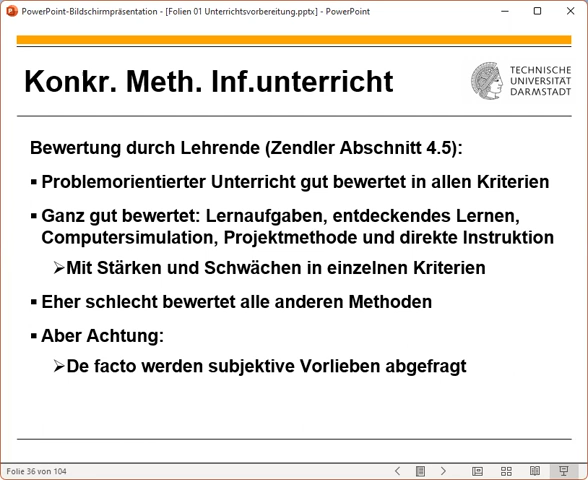 PowerPoint-Bildschirmpräsentation - [Folien 01 Unterrichtsvorbereitung.pptx] - PowerPoint
Konkr. Meth. Inf.unterricht
TECHNISCHE
UNIVERSITÄT
DARMSTADT
Bewertung durch Lehrende (Zendler Abschnitt 4.5):
▪ Problemorientierter Unterricht gut bewertet in allen Kriterien
▪ Ganz gut bewertet: Lernaufgaben, entdeckendes Lernen,
Computersimulation, Projektmethode und direkte Instruktion
➢Mit Stärken und Schwächen in einzelnen Kriterien
▪ Eher schlecht bewertet alle anderen Methoden
▪ Aber Achtung:
➢De facto werden subjektive Vorlieben abgefragt
Folie 36 von 104